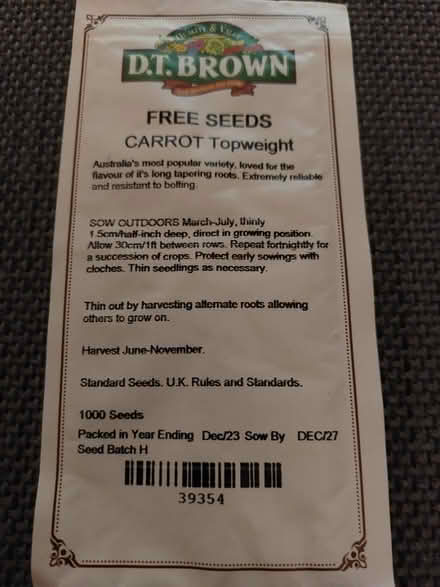 D.T. BROWN
FREE SEEDS
CARROT Topweight
Australia's most popular variety, loved for the
flavour of it's long tapering roots. Extremely reliable
and resistant to bolting.
SOW OUTDOORS March-July, thinly
1.5cm/half-inch deep, direct in growing position.
Allow 30cm/1ft between rows. Repeat fortnightly for
a succession of crops. Protect early sowings with
cloches. Thin seedlings as necessary.
Thin out by harvesting alternate roots allowing
others to grow on.
Harvest June-November.
Standard Seeds. U.K. Rules and Standards.
1000 Seeds
Packed in Year Ending Dec/23 Sow By DEC/27
Seed Batch H
39354